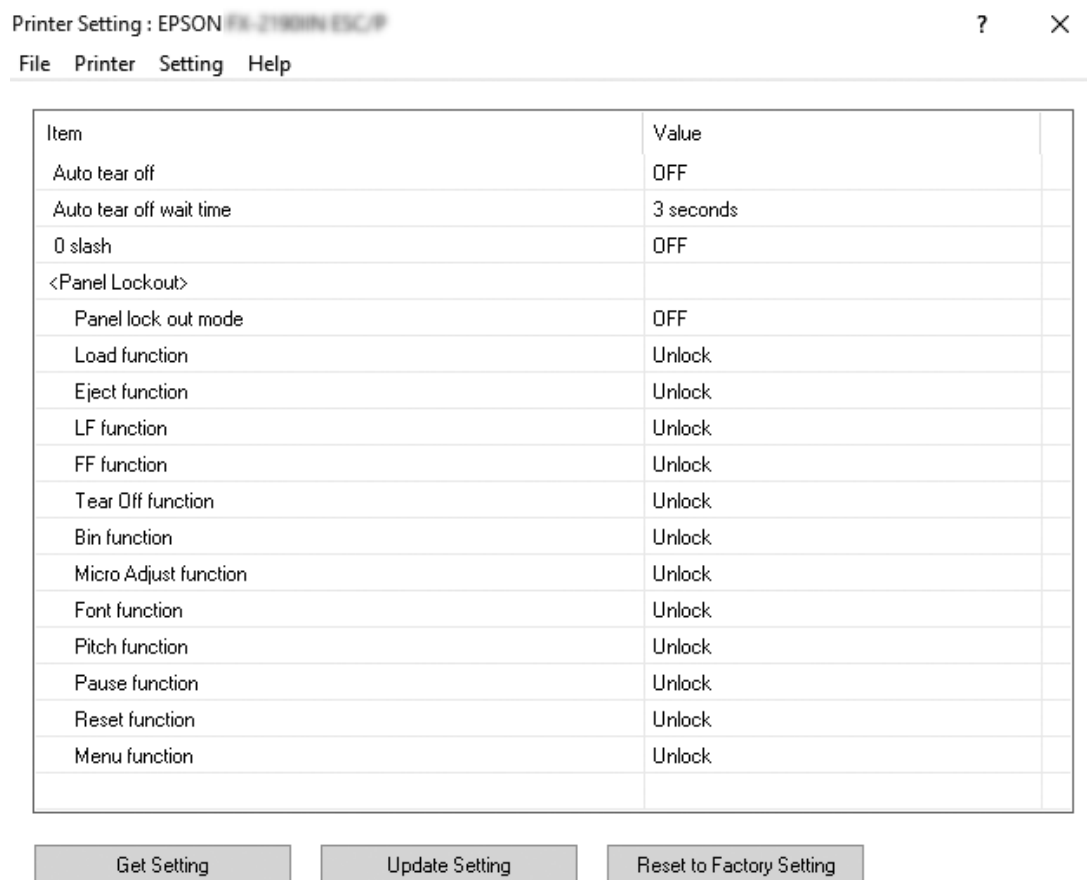 Printer Setting : EPSON
? ×
File Printer Setting Help
Item Value
Auto tear off OFF
Auto tear off wait time 3 seconds
0 slash OFF
<Panel Lockout>
Panel lock out mode OFF
Load function Unlock
Eject function Unlock
LF function Unlock
FF function Unlock
Tear Off function Unlock
Bin function Unlock
Micro Adjust function Unlock
Font function Unlock
Pitch function Unlock
Pause function Unlock
Reset function Unlock
Menu function Unlock
Get Setting Update Setting Reset to Factory Setting